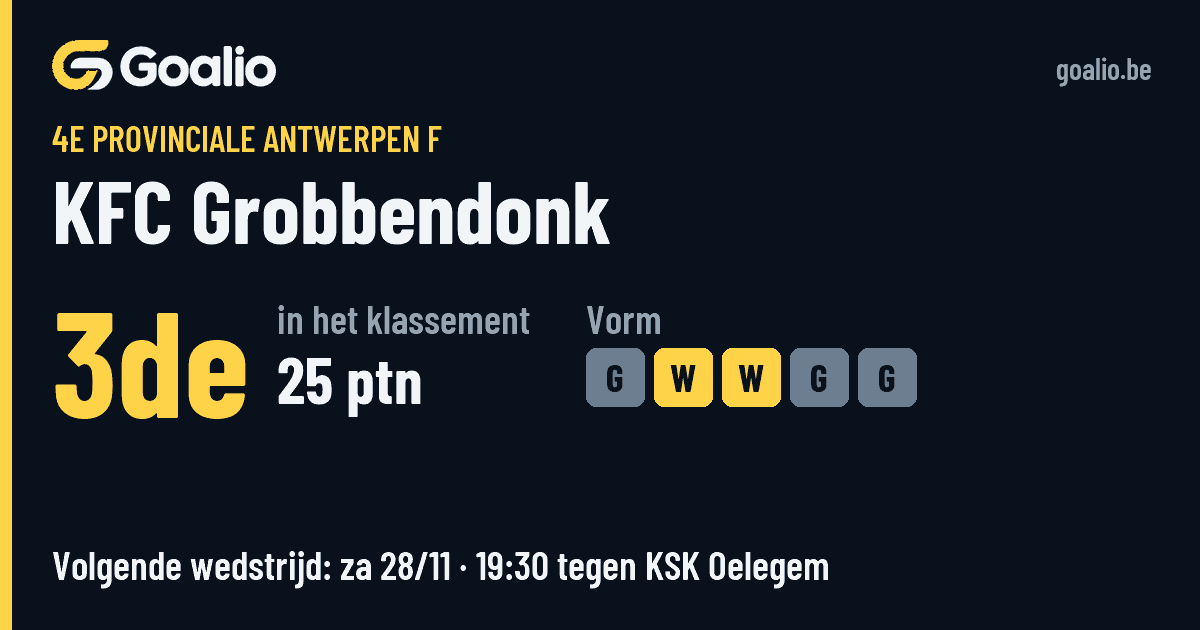 Goalio
goalio.be
4E PROVINCIALE ANTWERPEN F
KFC Grobbendonk
3de
in het klassement
25 ptn
Vorm
G W W G G
Volgende wedstrijd: za 28/11 · 19:30 tegen KSK Oelegem